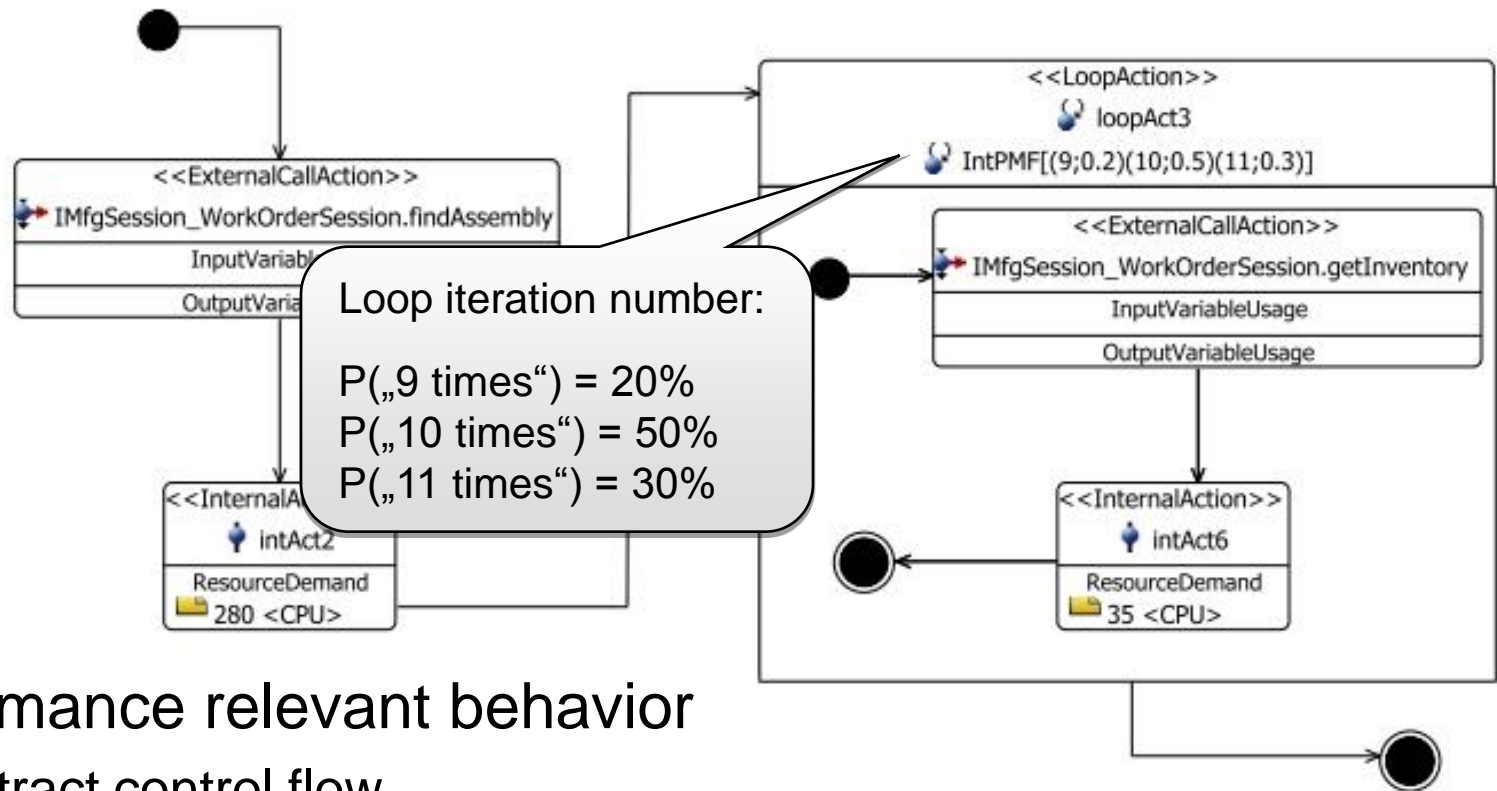 <<ExternalCallAction>>
IMfgSession_WorkOrderSession.findAssembly
InputVariabl
OutputVaria
<<InternalA
intAct2
ResourceDemand
280 <CPU>
Loop iteration number:
P(„9 times“) = 20%
P(„10 times“) = 50%
P(„11 times“) = 30%
<<LoopAction>>
loopAct3
IntPMF[(9;0.2)(10;0.5)(11;0.3)]
<<ExternalCallAction>>
IMfgSession_WorkOrderSession.getInventory
InputVariableUsage
OutputVariableUsage
<<InternalAction>>
intAct6
ResourceDemand
35 <CPU>
mance relevant behavior
tract control flow